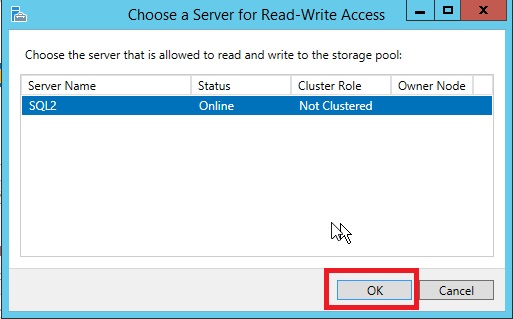 Choose a Server for Read-Write Access
Choose the server that is allowed to read and write to the storage pool:
Server Name Status Cluster Role Owner Node
SQL2 Online Not Clustered
OK Cancel